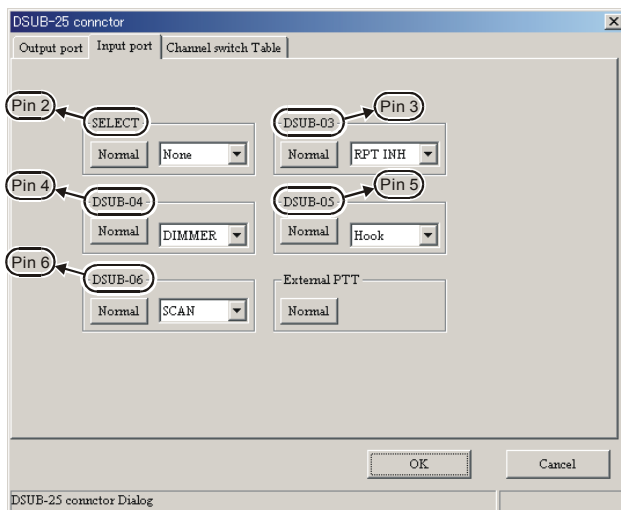 DSUB-25 connctor
Output port Input port Channel switch Table
Pin 2 Pin 3
SELECT DSUB-03
Normal None Normal RPT INH
Pin 4 Pin 5
DSUB-04 DSUB-05
Normal DIMMER Normal Hook
Pin 6
DSUB-06 External PTT
Normal SCAN Normal
OK Cancel
DSUB-25 connctor Dialog